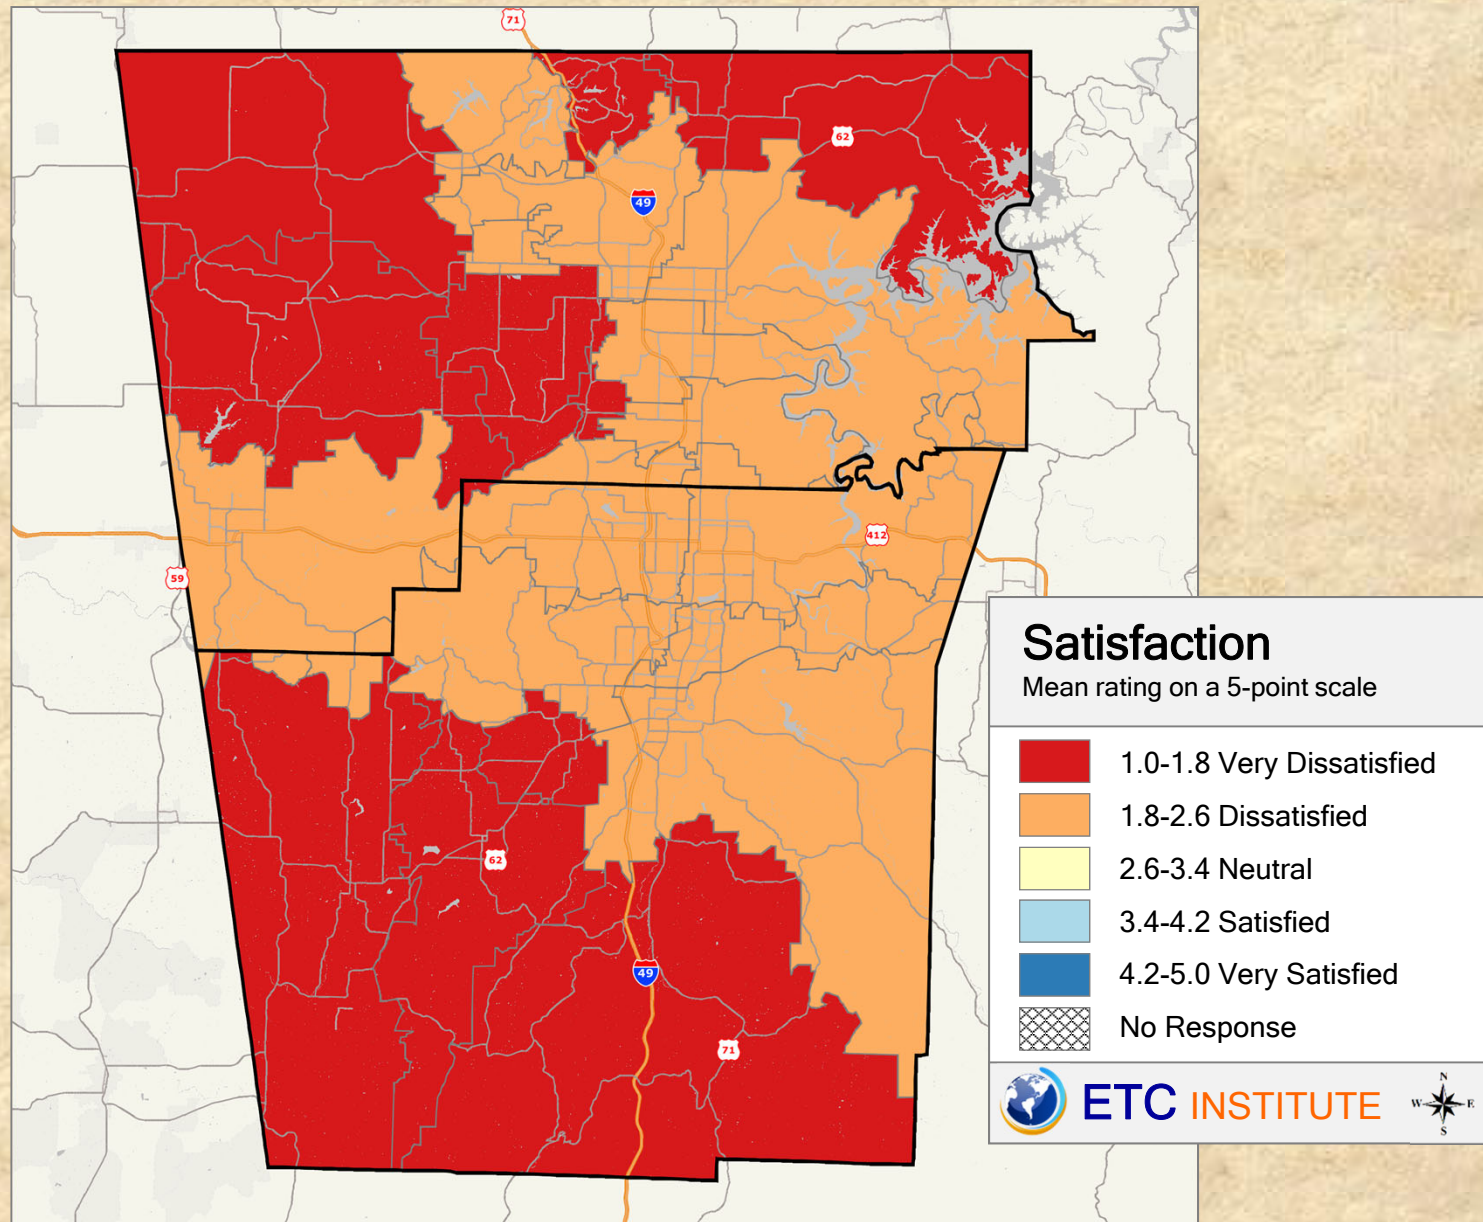 71
62
49
412
59
62
49
71
Satisfaction
Mean rating on a 5-point scale
1.0-1.8 Very Dissatisfied
1.8-2.6 Dissatisfied
2.6-3.4 Neutral
3.4-4.2 Satisfied
4.2-5.0 Very Satisfied
No Response
ETC INSTITUTE
N
W E
S